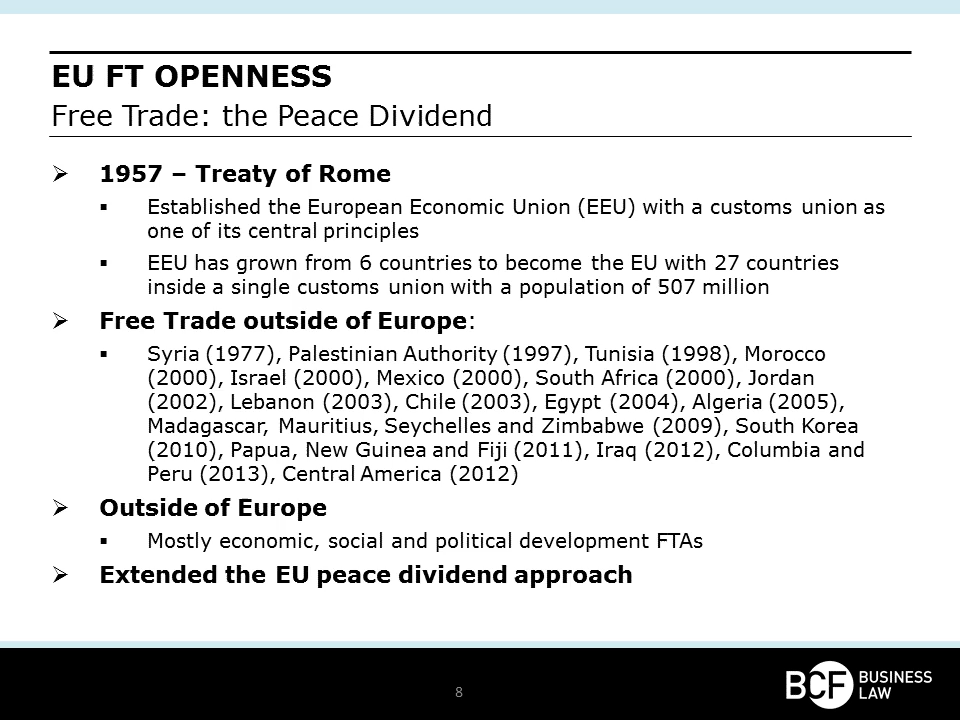 EU FT OPENNESS
Free Trade: the Peace Dividend
➢ 1957 – Treaty of Rome
▪ Established the European Economic Union (EEU) with a customs union as
one of its central principles
▪ EEU has grown from 6 countries to become the EU with 27 countries
inside a single customs union with a population of 507 million
➢ Free Trade outside of Europe:
▪ Syria (1977), Palestinian Authority (1997), Tunisia (1998), Morocco
(2000), Israel (2000), Mexico (2000), South Africa (2000), Jordan
(2002), Lebanon (2003), Chile (2003), Egypt (2004), Algeria (2005),
Madagascar, Mauritius, Seychelles and Zimbabwe (2009), South Korea
(2010), Papua, New Guinea and Fiji (2011), Iraq (2012), Columbia and
Peru (2013), Central America (2012)
➢ Outside of Europe
▪ Mostly economic, social and political development FTAs
➢ Extended the EU peace dividend approach
8
BCF BUSINESS
LAW